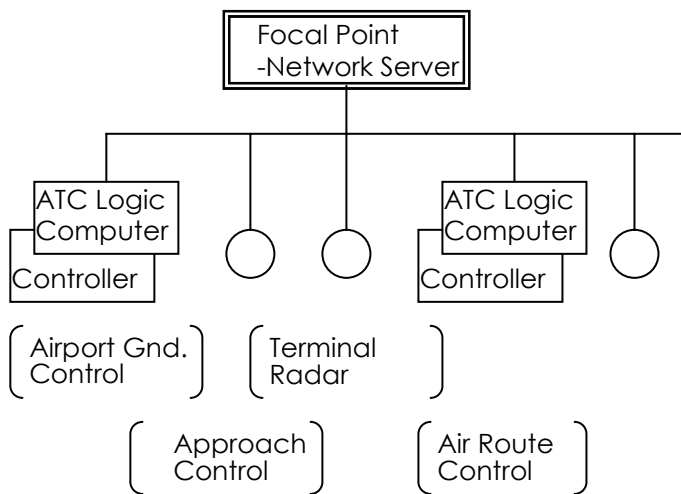 Focal Point
-Network Server
ATC Logic
Computer
Controller
ATC Logic
Computer
Controller
Airport Gnd.
Control
Terminal
Radar
Approach
Control
Air Route
Control